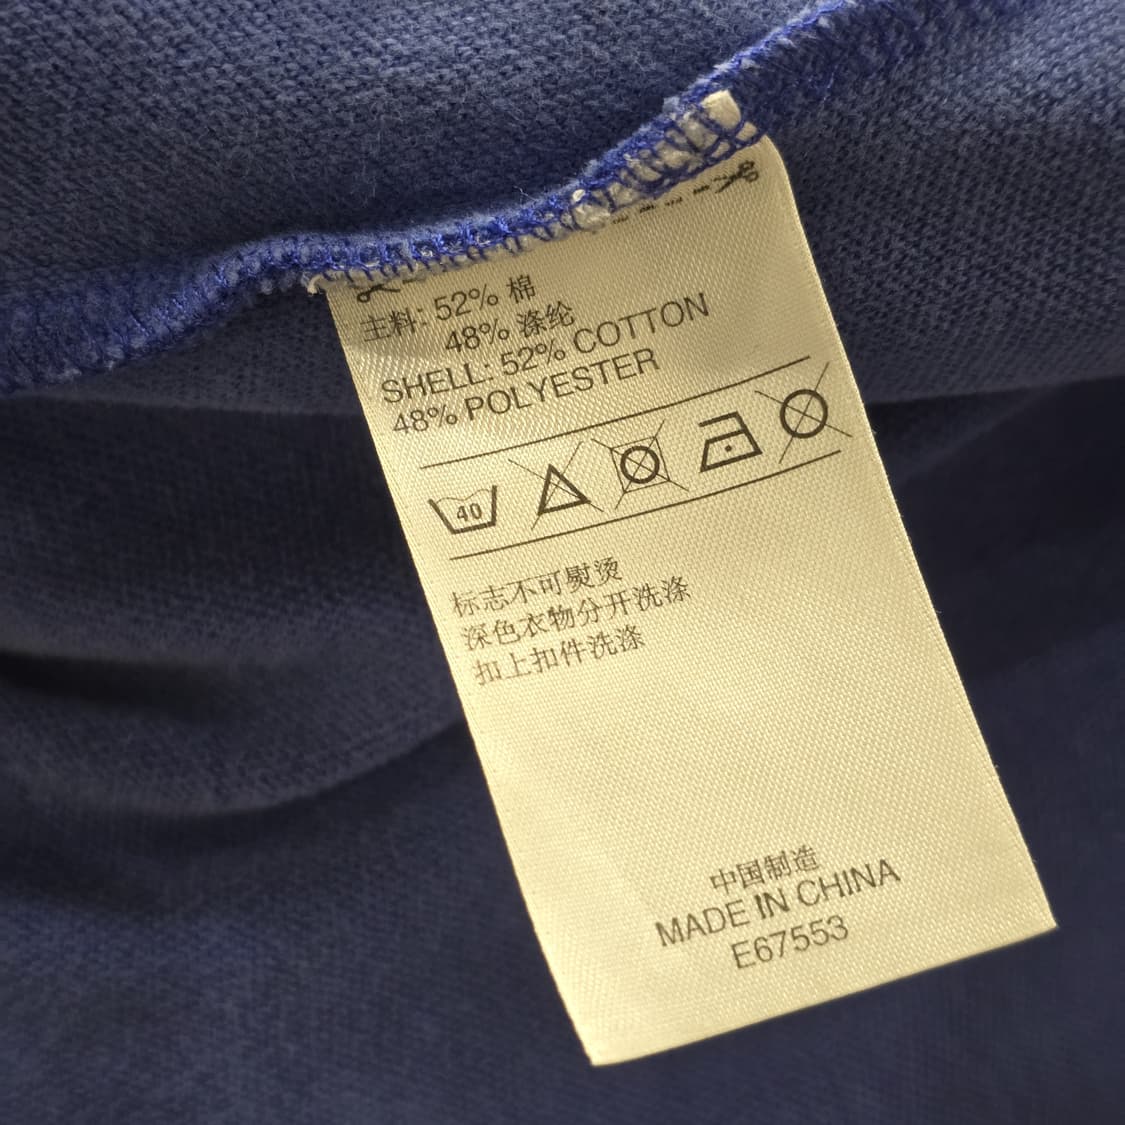 主料: 52% 棉
48% 涤纶
SHELL: 52% COTTON
48% POLYESTER
40
标志不可熨烫
深色衣物分开洗涤
扣上扣件洗涤
中国制造
MADE IN CHINA
E67553